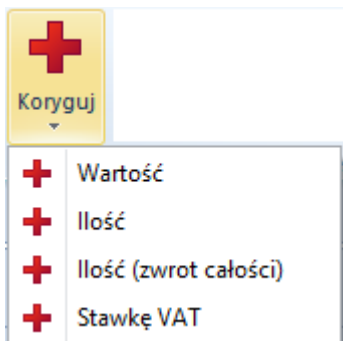 Koryguj
Wartość
Ilość
Ilość (zwrot całości)
Stawkę VAT